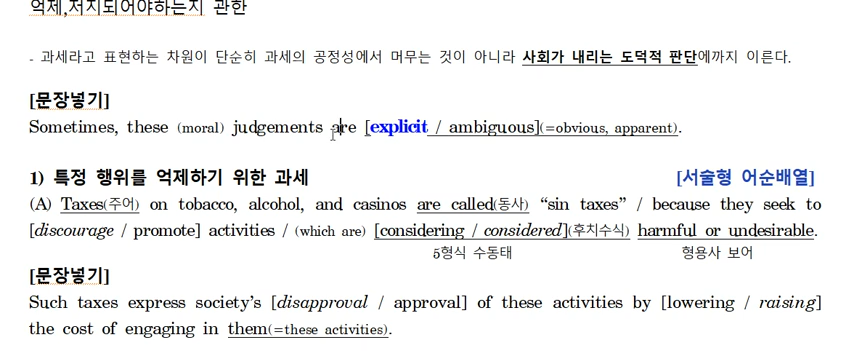 억제,저지되어야하는지 관한
- 과세라고 표현하는 차원이 단순히 과세의 공정성에서 머무는 것이 아니라 사회가 내리는 도덕적 판단에까지 이른다.
[문장넣기]
Sometimes, these (moral) judgements are [explicit / ambiguous](=obvious, apparent).
1) 특정 행위를 억제하기 위한 과세 [서술형 어순배열]
(A) Taxes(주어) on tobacco, alcohol, and casinos are called(동사) “sin taxes” / because they seek to
[discourage / promote] activities / (which are) [considering / considered](후치수식) harmful or undesirable.
5형식 수동태 형용사 보어
[문장넣기]
Such taxes express society’s [disapproval / approval] of these activities by [lowering / raising]
the cost of engaging in them(=these activities).